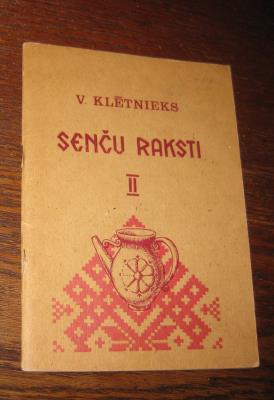 V. KLĒTNIEKS
SENČU RAKSTI
II